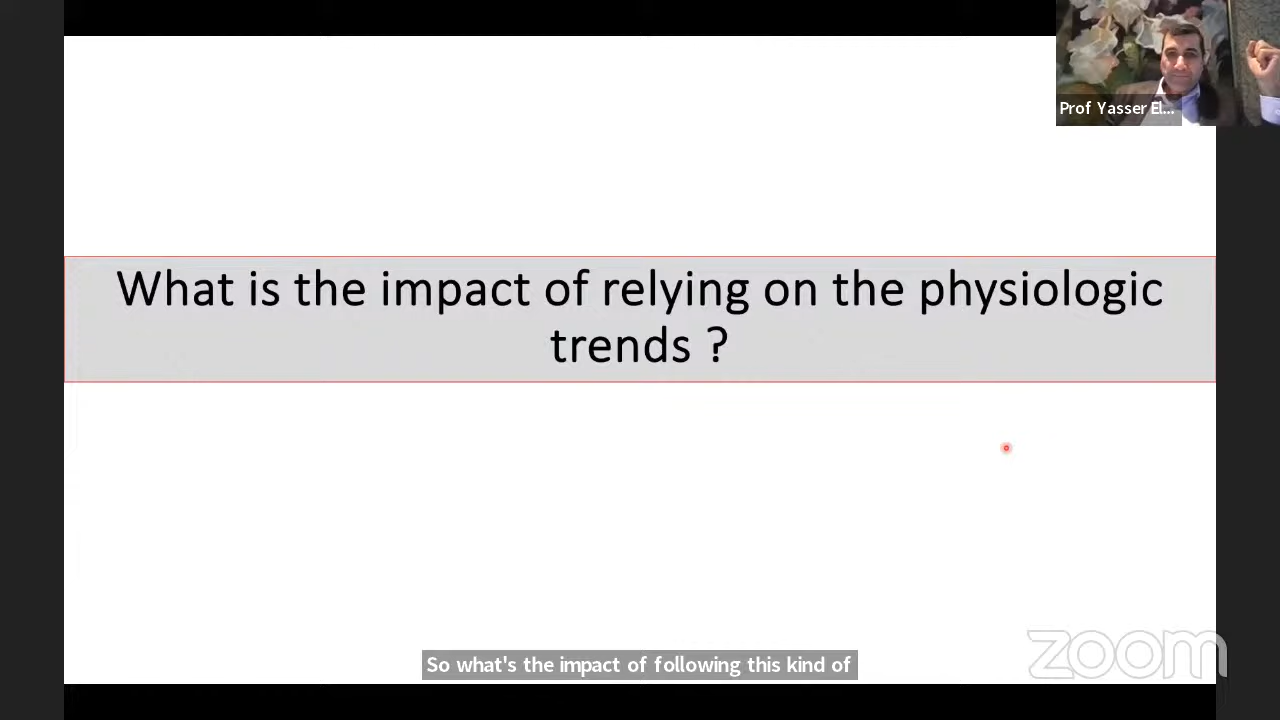 Prof Yasser El...
What is the impact of relying on the physiologic
trends ?
So what's the impact of following this kind of
zoom